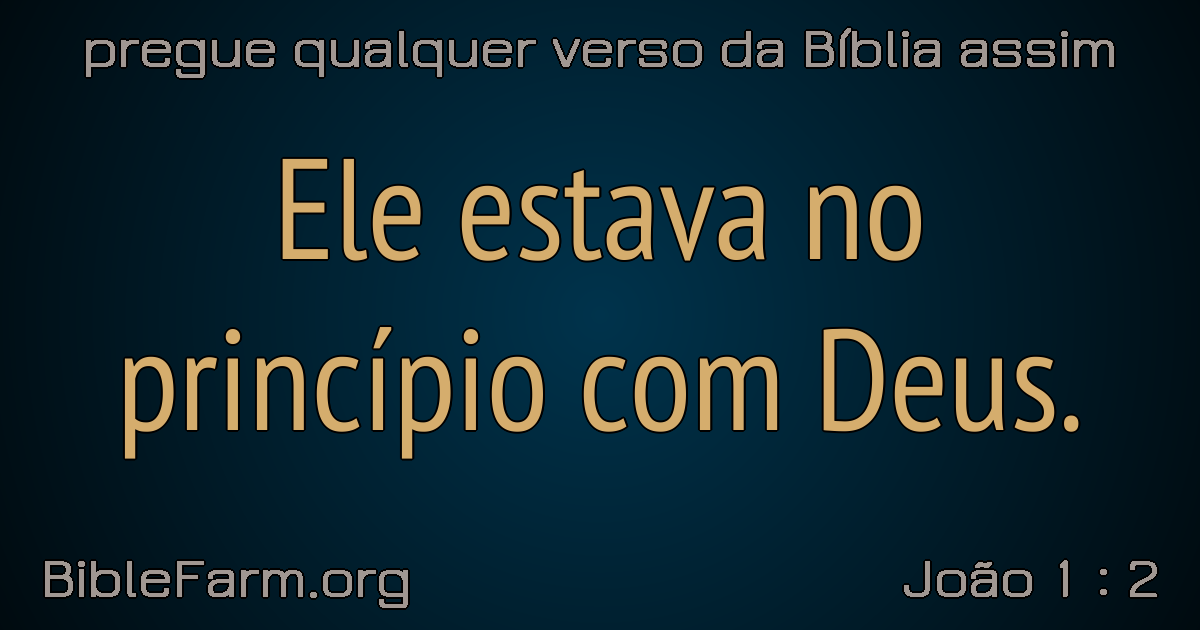 pregue qualquer verso da Bíblia assim
Ele estava no
princípio com Deus.
BibleFarm.org
João 1 : 2